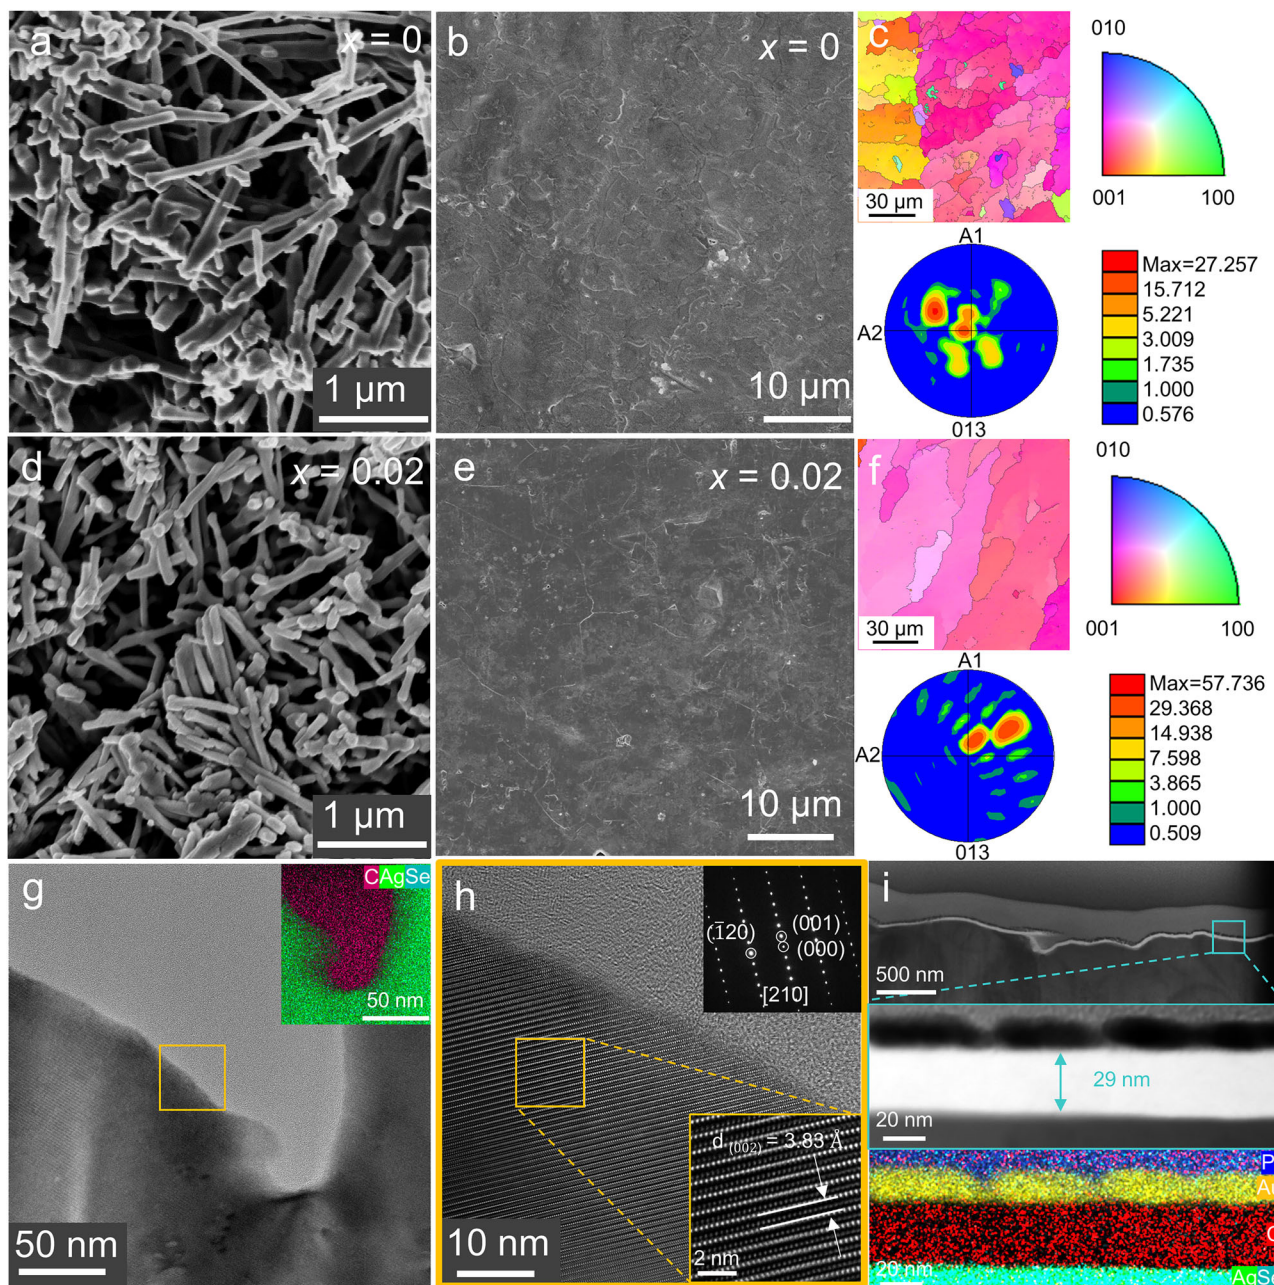 a
x = 0
1 μm
b
x = 0
10 μm
c
30 μm
010
001
100
A1
A2
013
Max=27.257
15.712
5.221
3.009
1.735
1.000
0.576
d
x = 0.02
1 μm
e
x = 0.02
10 μm
f
30 μm
010
001
100
A1
A2
013
Max=57.736
29.368
14.938
7.598
3.865
1.000
0.509
g
CAgSe
50 nm
50 nm
h
(1̅20)
(001)
(000)
[210]
d (002) = 3.83 Å
2 nm
10 nm
i
500 nm
29 nm
20 nm
P
Au
C
20 nm
AgS